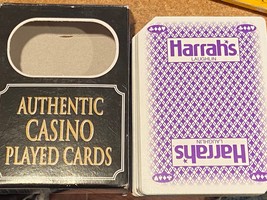 AUTHENTIC
CASINO
PLAYED CARDS
Harrah's
LAUGHLIN
Harrah's
LAUGHLIN